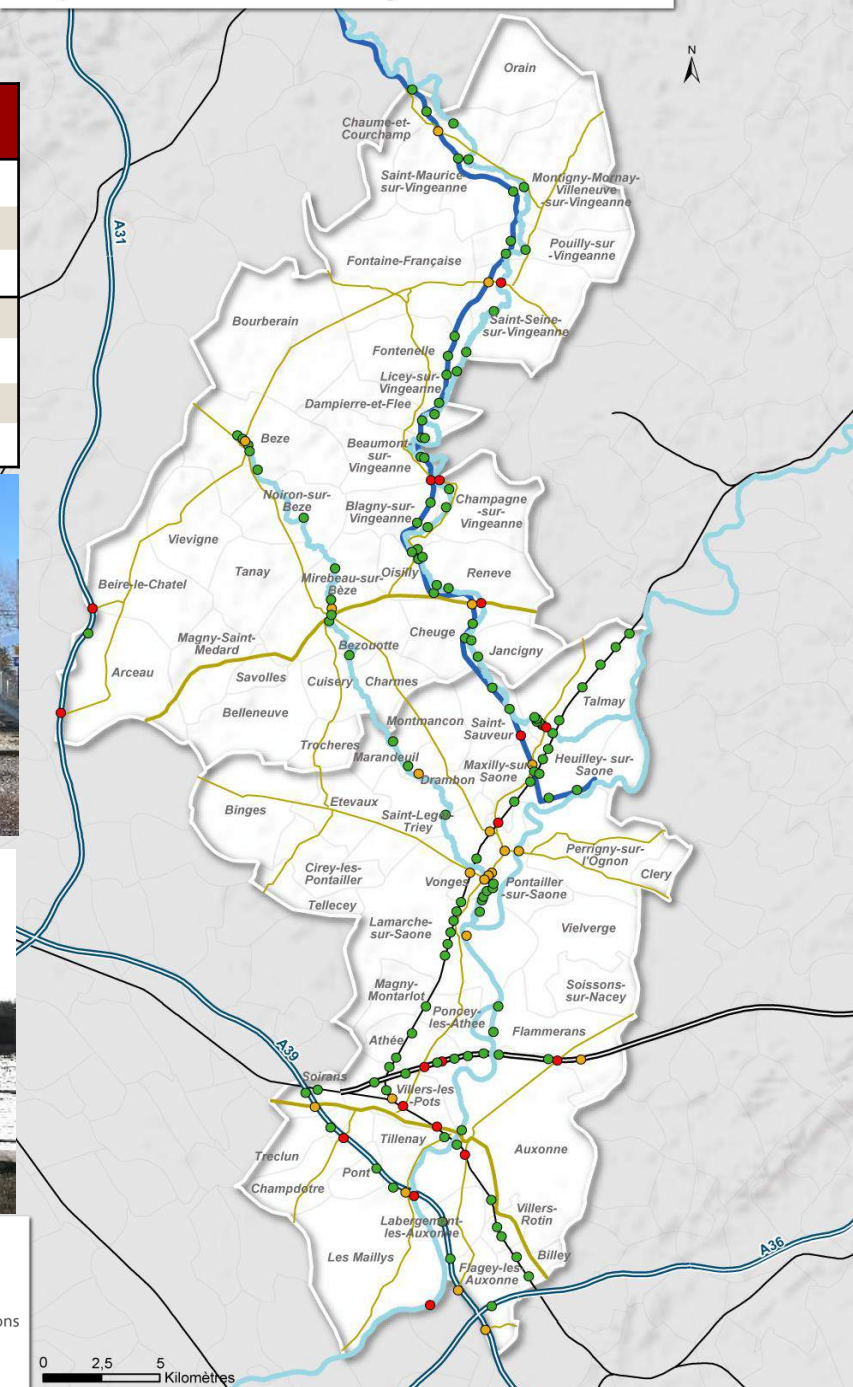 N
Orain
Chaume-et-
Courchamp
Saint-Maurice
sur-Vingeanne
Montigny-Mornay-
Villeneuve
-sur-Vingeanne
A31
Pouilly-sur
-Vingeanne
Fontaine-Française
Bourberain
Saint-Seine-
sur-Vingeanne
Fontenelle
Licey-sur-
Vingeanne
Dampierre-et-Flee
Beze
Beaumont-
sur-
Vingeanne
Noiron-sur-
Beze
Blagny-sur-
Vingeanne
Champagne
-sur-
Vingeanne
Vievigne
Tanay
Mirebeau-sur-
Bèze
Oisilly
Reneve
Beire-le-Chatel
Magny-Saint-
Medard
Bezouotte
Cheuge
Jancigny
Arceau
Savolles
Cuisery
Charmes
Belleneuve
Talmay
Montmancon
Saint-
Sauveur
Trocheres
Marandeuil
Drambon
Maxilly-sur-
Saone
Heuilley- sur-
Saone
Binges
Etevaux
Saint-Leger-
Triey
Perrigny-sur-
l'Ognon
Clery
Cirey-les-
Pontailler
Vonges
Pontailler
-sur-Saone
Tellecey
Lamarche-
sur-Saone
Vielverge
Magny-
Montarlot
Soissons-
sur-Nacey
Poncey-
les-Athée
Flammerans
Athée
A39
Soirans
Villers-les
-Pots
Tillenay
Auxonne
Treclun
Pont
Champdotre
Villers-
Rotin
Labergement-
les-Auxonne
Les Maillys
Billey
Flagey-les-
Auxonne
A36
ons
0 2,5 5
Kilomètres